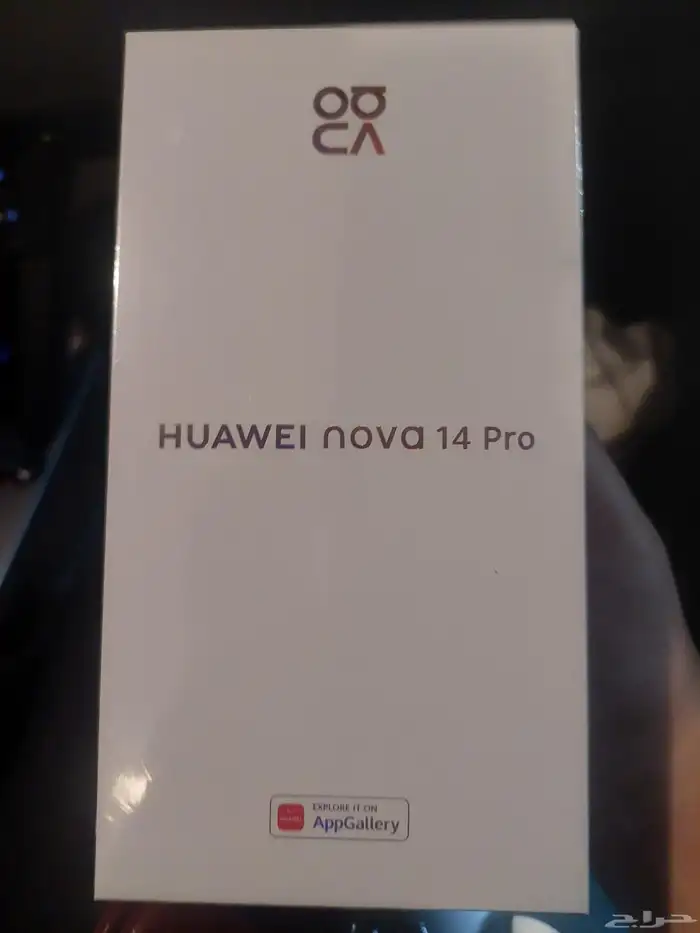 HUAWEI nova 14 Pro
EXPLORE IT ON
AppGallery
حراج